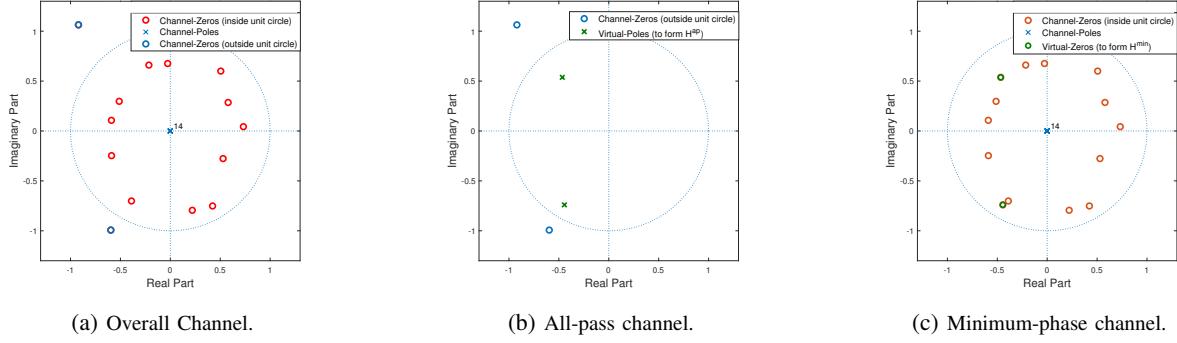 Channel-Zeros (inside unit circle)
Channel-Poles
Channel-Zeros (outside unit circle)
1
0.5
0
-0.5
-1
Imaginary Part
14
-1
-0.5
0
0.5
1
Real Part
(a) Overall Channel.
Channel-Zeros (outside unit circle)
Virtual-Poles (to form H^ap)
1
0.5
0
-0.5
-1
Imaginary Part
-1
-0.5
0
0.5
1
Real Part
(b) All-pass channel.
Channel-Zeros (inside unit circle)
Channel-Poles
Virtual-Zeros (to form H^min)
1
0.5
0
-0.5
-1
Imaginary Part
14
-1
-0.5
0
0.5
1
Real Part
(c) Minimum-phase channel.